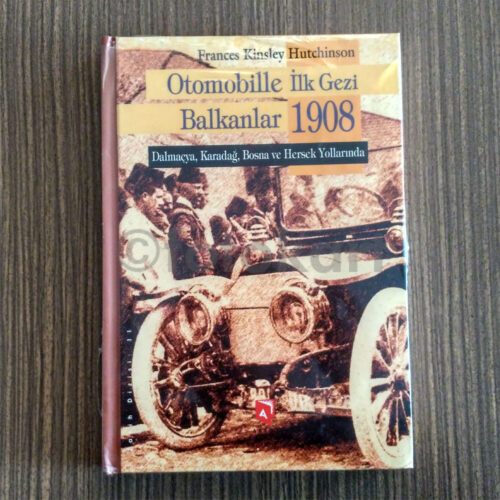 Frances Kinsley Hutchinson
Otomobille İlk Gezi
Balkanlar 1908
Dalmaçya, Karadağ, Bosna ve Hersek Yollarında
A